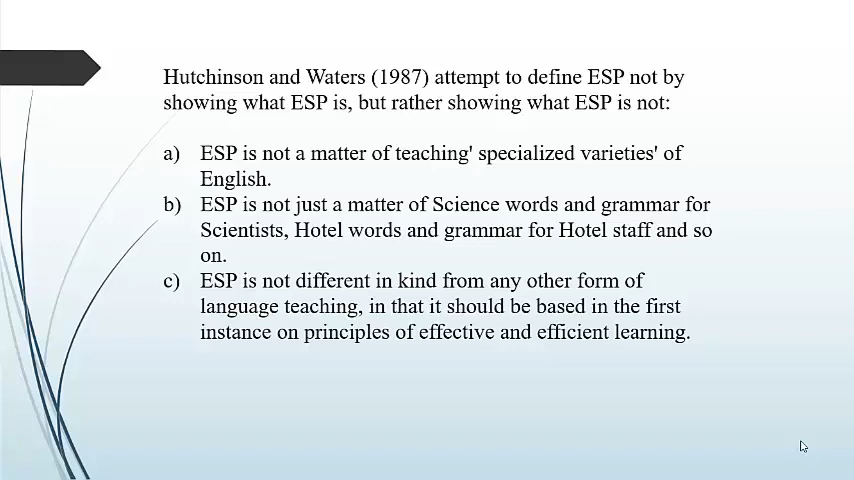 Hutchinson and Waters (1987) attempt to define ESP not by
showing what ESP is, but rather showing what ESP is not:
a) ESP is not a matter of teaching' specialized varieties' of
English.
b) ESP is not just a matter of Science words and grammar for
Scientists, Hotel words and grammar for Hotel staff and so
on.
c) ESP is not different in kind from any other form of
language teaching, in that it should be based in the first
instance on principles of effective and efficient learning.